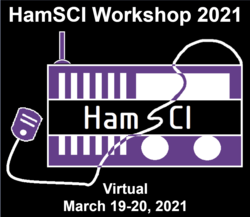 HamSCI Workshop 2021
HamSCI
Virtual
March 19-20, 2021